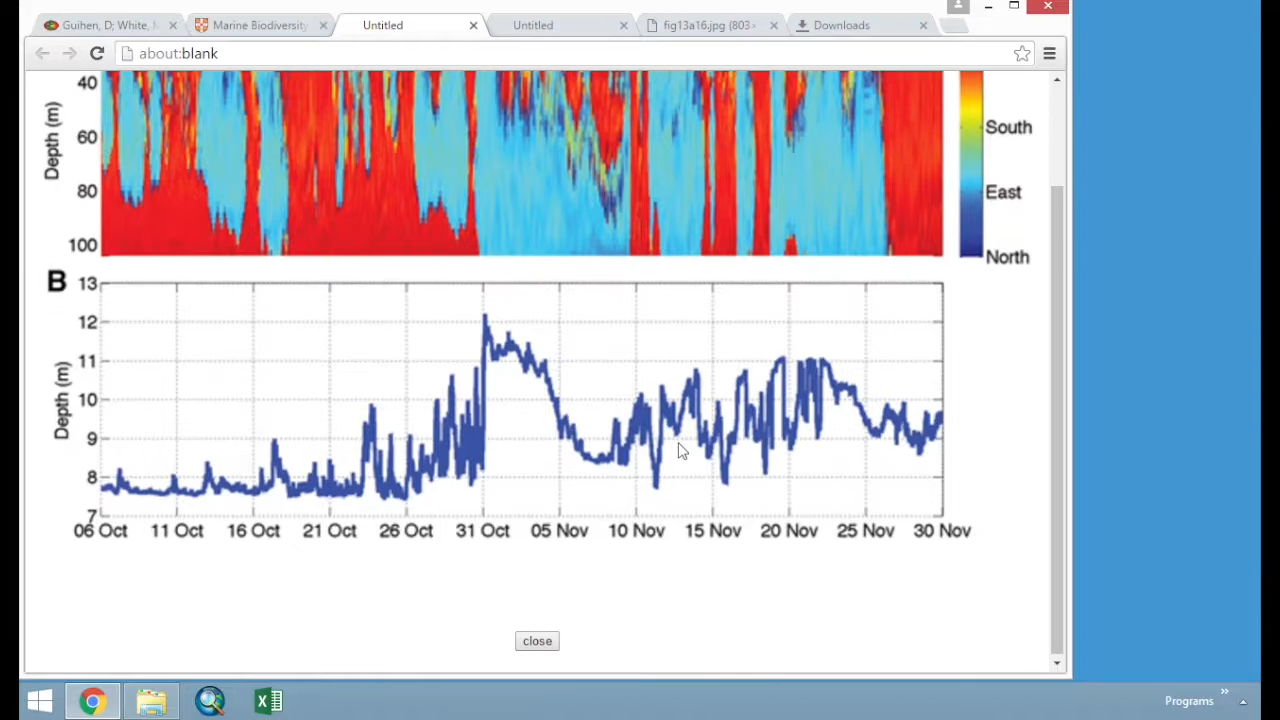 Guihen, D; White, M
Marine Biodiversity
Untitled
Untitled
fig13a16.jpg (803×
Downloads
about:blank
40
60
80
100
Depth (m)
South
East
North
B
13
12
11
10
9
8
7
Depth (m)
06 Oct 11 Oct 16 Oct 21 Oct 26 Oct 31 Oct 05 Nov 10 Nov 15 Nov 20 Nov 25 Nov 30 Nov
close
Programs